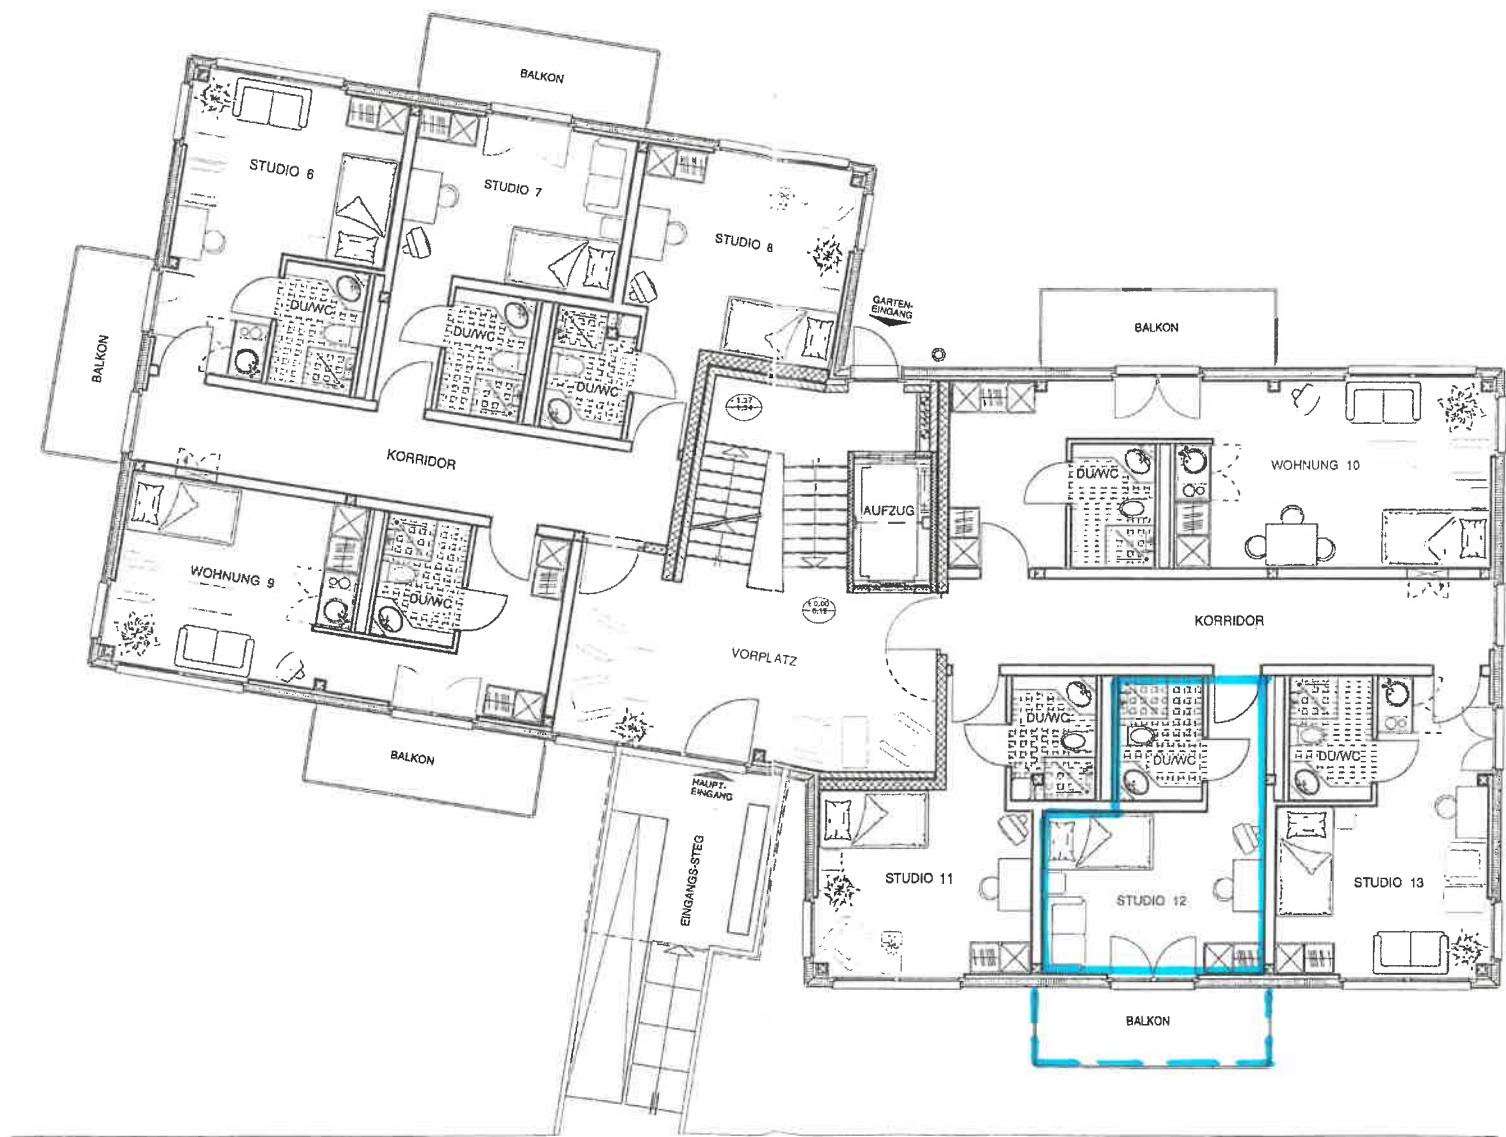 BALKON
STUDIO 6
STUDIO 7
STUDIO 8
DU/WC
DU/WC
DU/WC
BALKON
GARTEN-
EINGANG
BALKON
KORRIDOR
AUFZUG
DU/WC
WOHNUNG 10
WOHNUNG 9
DU/WC
KORRIDOR
VORPLATZ
BALKON
HAUPT-
EINGANG
EINGANGS-STEG
DU/WC
DU/WC
DU/WC
STUDIO 11
STUDIO 12
STUDIO 13
BALKON